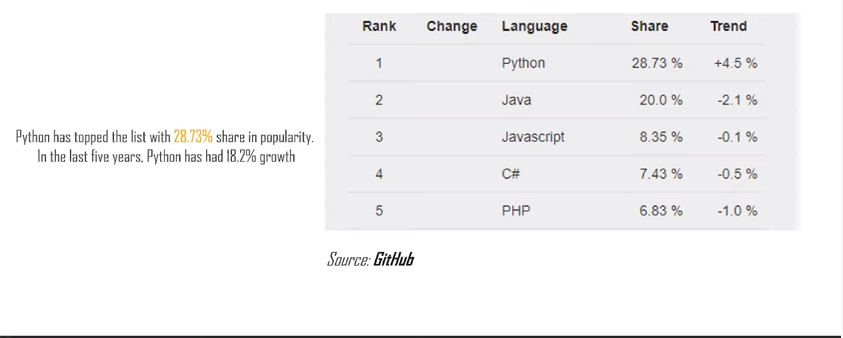 Python has topped the list with 28.73% share in popularity.
In the last five years, Python has had 18.2% growth
Rank Change Language Share Trend
1 Python 28.73 % +4.5 %
2 Java 20.0 % -2.1 %
3 Javascript 8.35 % -0.1 %
4 C# 7.43 % -0.5 %
5 PHP 6.83 % -1.0 %
Source: GitHub